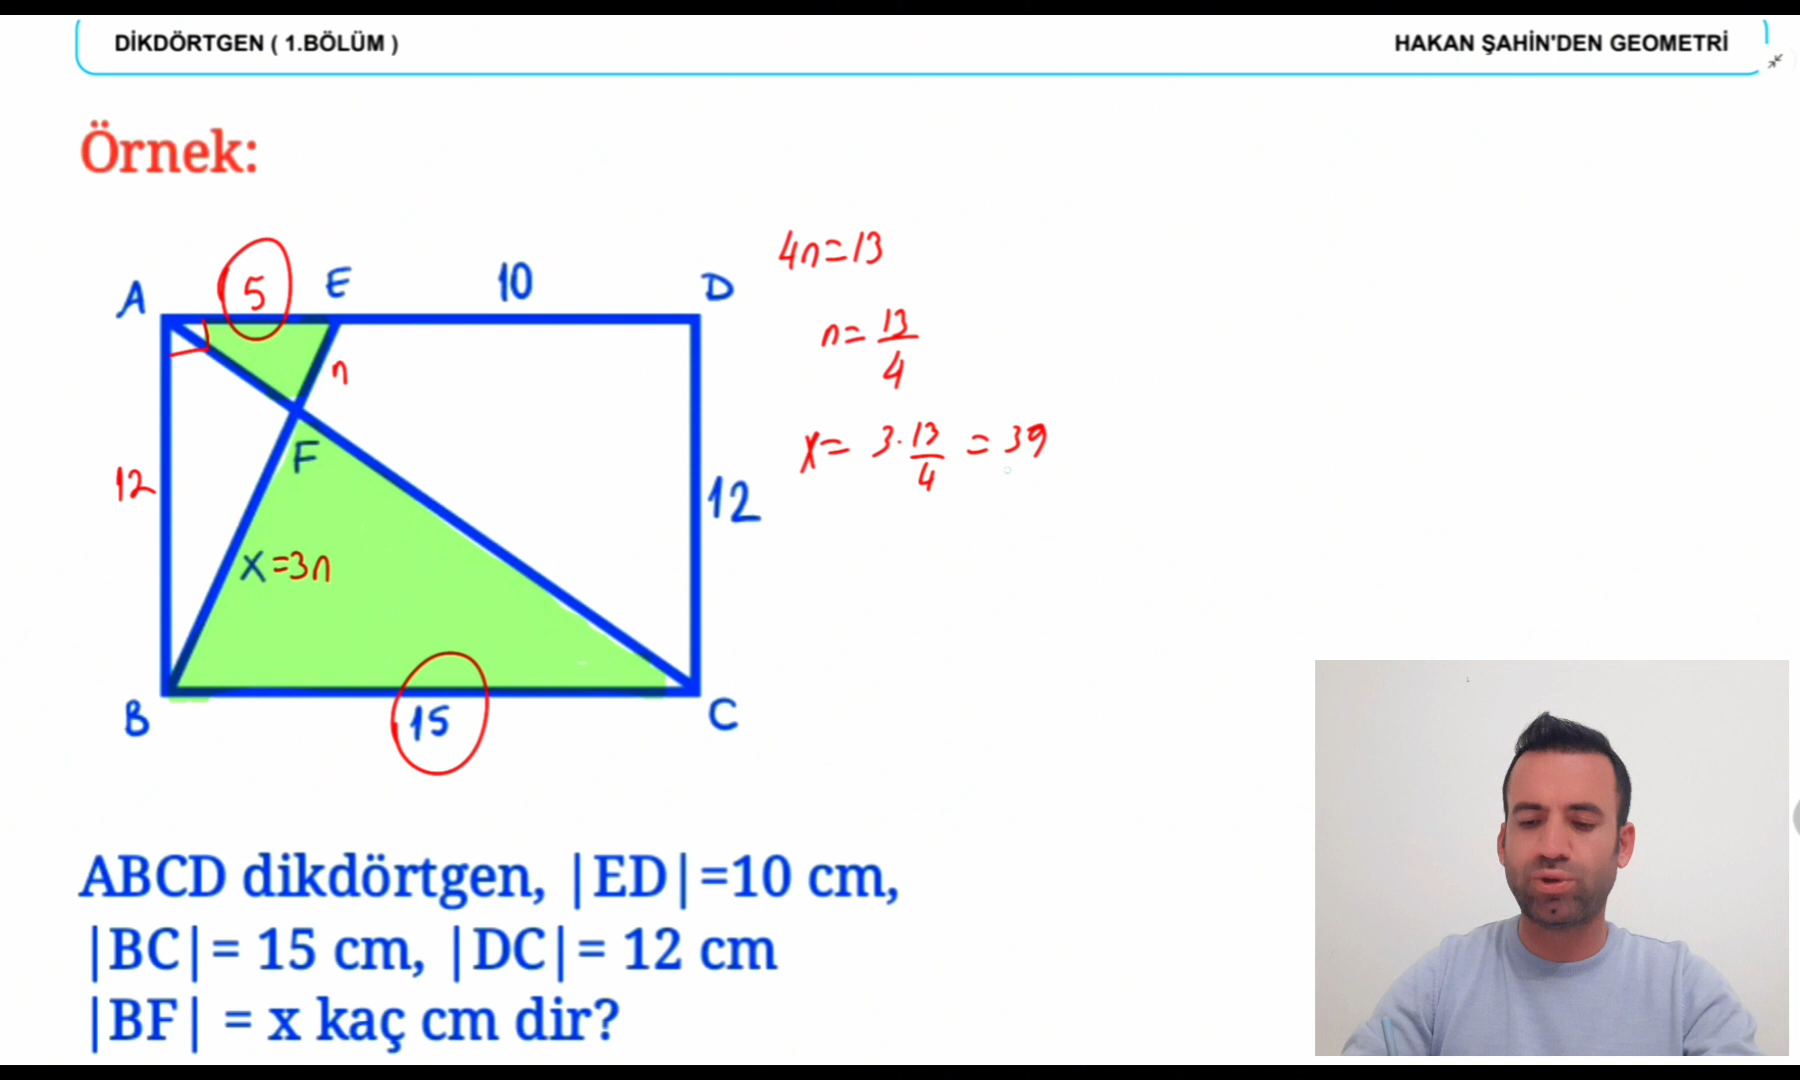 DİKDÖRTGEN ( 1.BÖLÜM )
HAKAN ŞAHİN'DEN GEOMETRİ
Örnek:
A
5
E
10
D
n
F
12
12
x=3n
B
15
C
4n=13
n= 13/4
x= 3·13/4 = 39
ABCD dikdörtgen, |ED|=10 cm,
|BC|= 15 cm, |DC|= 12 cm
|BF| = x kaç cm dir?